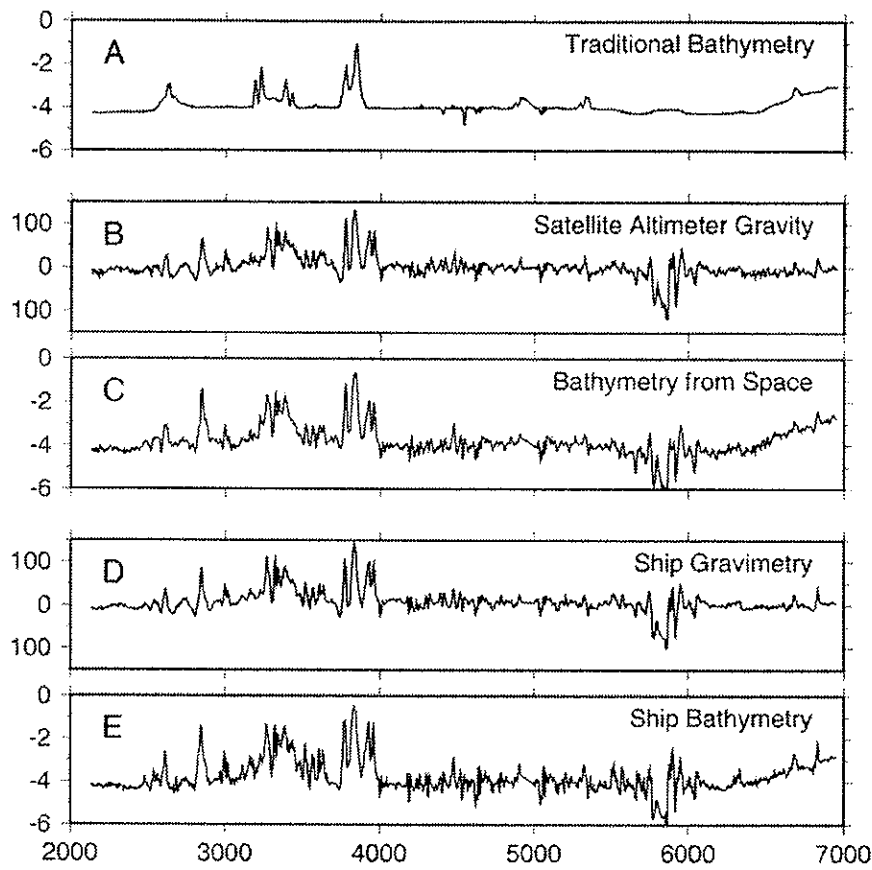 0
A
Traditional Bathymetry
-2
-4
-6
100
B
Satellite Altimeter Gravity
0
100
0
C
Bathymetry from Space
-2
-4
-6
100
D
Ship Gravimetry
0
100
0
E
Ship Bathymetry
-2
-4
-6
2000 3000 4000 5000 6000 7000